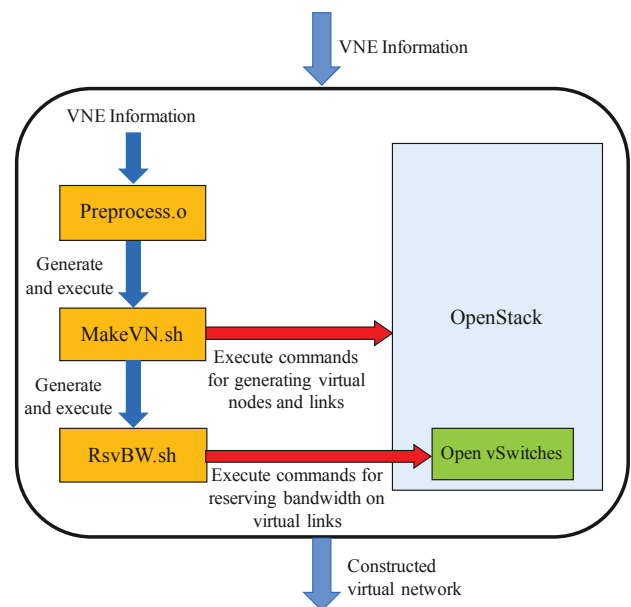 VNE Information
VNE Information
Preprocess.o
Generate
and execute
MakeVN.sh
Execute commands
for generating virtual
nodes and links
OpenStack
Generate
and execute
RsvBW.sh
Execute commands for
reserving bandwidth on
virtual links
Open vSwitches
Constructed
virtual network